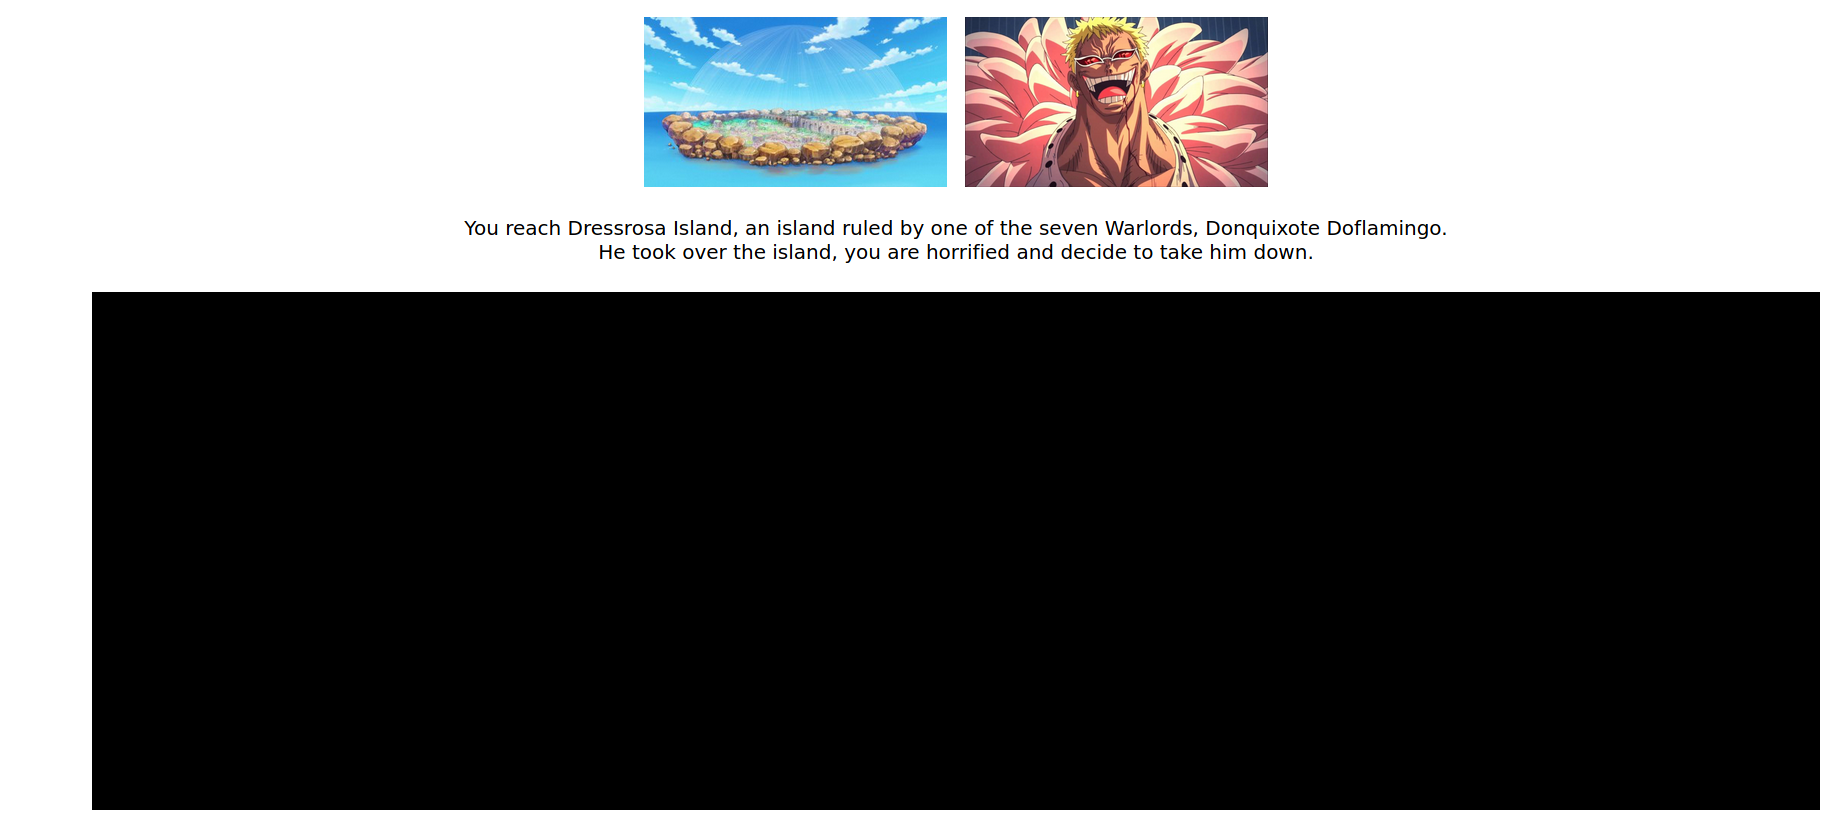 You reach Dressrosa Island, an island ruled by one of the seven Warlords, Donquixote Doflamingo.
He took over the island, you are horrified and decide to take him down.